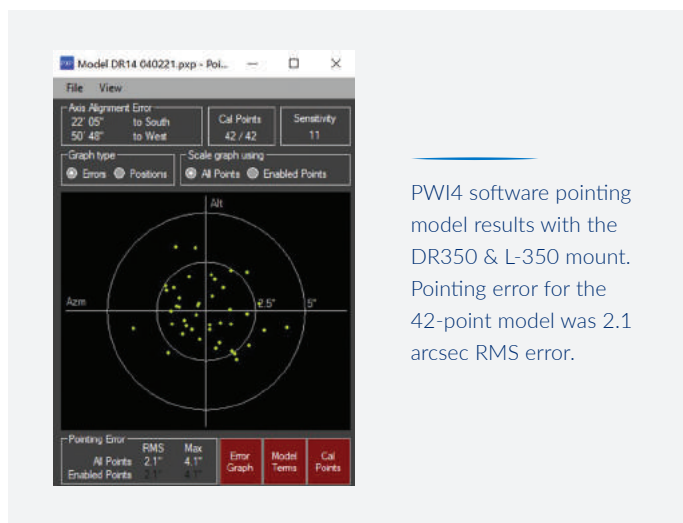 Model DR14 040221.pxp - Poi...
File View
Axis Alignment Error
22' 05" to South
50' 48" to West
Cal Points
42 / 42
Sensitivity
11
Graph type
Errors Positions
Scale graph using
All Points Enabled Points
Alt
Azm
2.5"
5"
Pointing Error
RMS Max
All Points 2.1" 4.1"
Enabled Points 2.1" 4.1"
Error
Graph
Model
Terms
Cal
Points
PWI4 software pointing
model results with the
DR350 & L-350 mount.
Pointing error for the
42-point model was 2.1
arcsec RMS error.